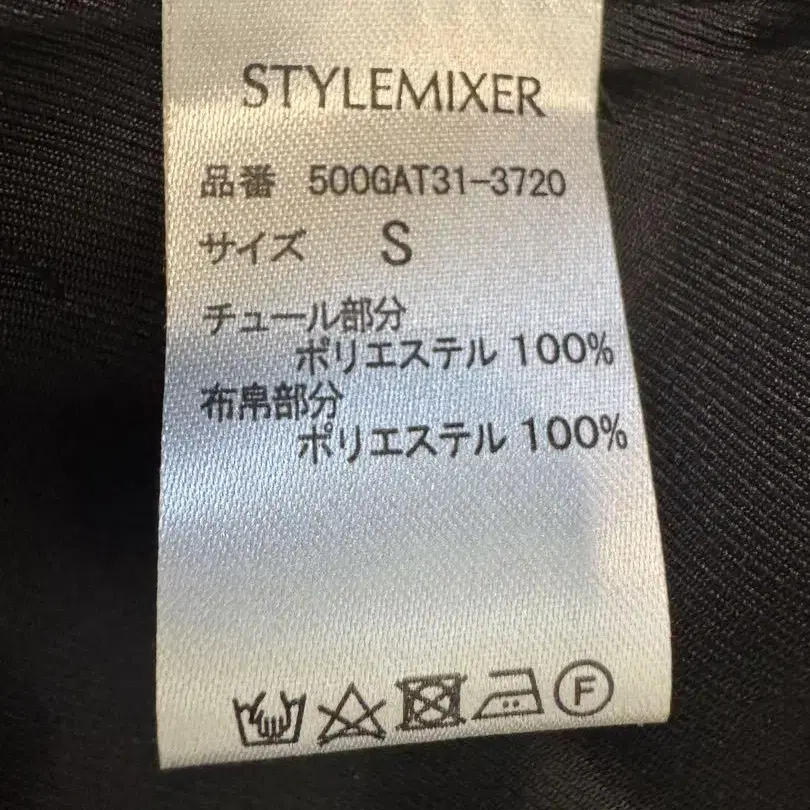 STYLEMIXER
品番 500GAT31-3720
サイズ S
チュール部分
ポリエステル 100%
布帛部分
ポリエステル 100%
F